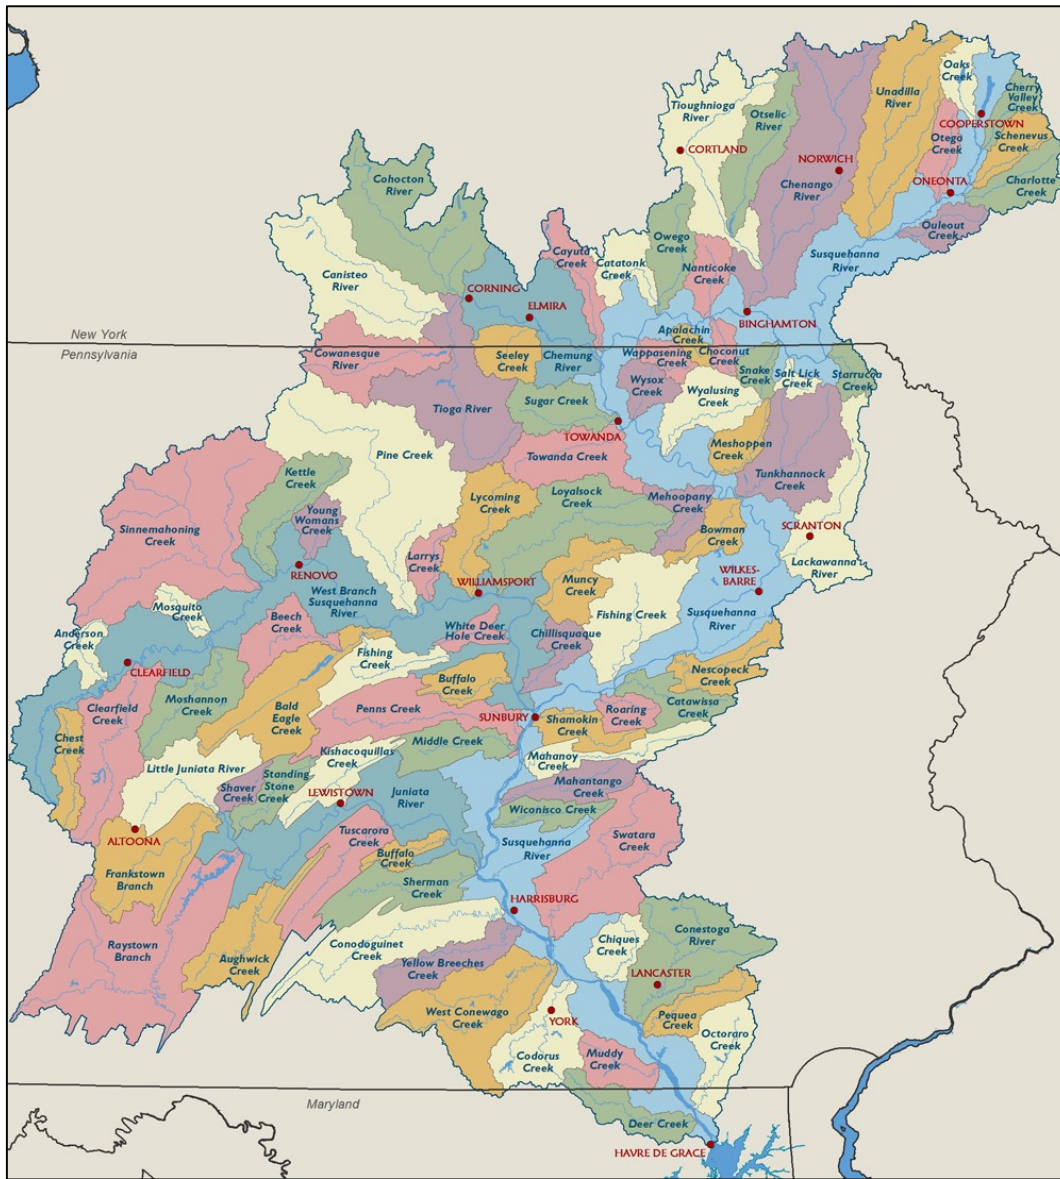 Oaks
Creek
Cherry
Valley
Creek
Unadilla
River
Tioughnioga
River
Otselic
River
COOPERSTOWN
Schenevus
Creek
Otego
Creek
CORTLAND
NORWICH
Chenango
River
ONEONTA
Charlotte
Creek
Cohocton
River
Ouleout
Creek
Owego
Creek
Susquehanna
River
Cayuta
Creek
Catatonk
Creek
Nanticoke
Creek
Canisteo
River
CORNING
ELMIRA
BINGHAMTON
New York
Pennsylvania
Apalachin
Creek
Cowanesque
River
Seeley
Creek
Chemung
River
Wappasening
Creek
Choconut
Creek
Snake
Creek
Salt Lick
Creek
Starrucca
Creek
Wysox
Creek
Wyalusing
Creek
Tioga River
Sugar Creek
TOWANDA
Meshoppen
Creek
Pine Creek
Towanda Creek
Tunkhannock
Creek
Kettle
Creek
Lycoming
Creek
Loyalsock
Creek
Mehoopany
Creek
Young
Womans
Creek
Sinnemahoning
Creek
Bowman
Creek
SCRANTON
Larrys
Creek
Lackawanna
River
RENOVO
WILLIAMSPORT
Muncy
Creek
WILKES-
BARRE
West Branch
Susquehanna
River
Mosquito
Creek
Beech
Creek
White Deer
Hole Creek
Fishing Creek
Susquehanna
River
Anderson
Creek
Chillisquaque
Creek
Fishing
Creek
CLEARFIELD
Buffalo
Creek
Nescopeck
Creek
Moshannon
Creek
Clearfield
Creek
Bald
Eagle
Creek
Penns Creek
SUNBURY
Shamokin
Creek
Roaring
Creek
Catawissa
Creek
Chest
Creek
Middle Creek
Kishacoquillas
Creek
Mahanoy
Creek
Little Juniata River
Standing
Stone
Creek
Shaver
Creek
LEWISTOWN
Juniata
River
Mahantango
Creek
Wiconisco Creek
ALTOONA
Tuscarora
Creek
Susquehanna
River
Swatara
Creek
Buffalo
Creek
Frankstown
Branch
Sherman
Creek
HARRISBURG
Raystown
Branch
Aughwick
Creek
Conodoguinet
Creek
Chiques
Creek
Conestoga
River
Yellow Breeches
Creek
LANCASTER
West Conewago
Creek
YORK
Pequea
Creek
Octoraro
Creek
Codorus
Creek
Muddy
Creek
Maryland
Deer Creek
HAVRE DE GRACE